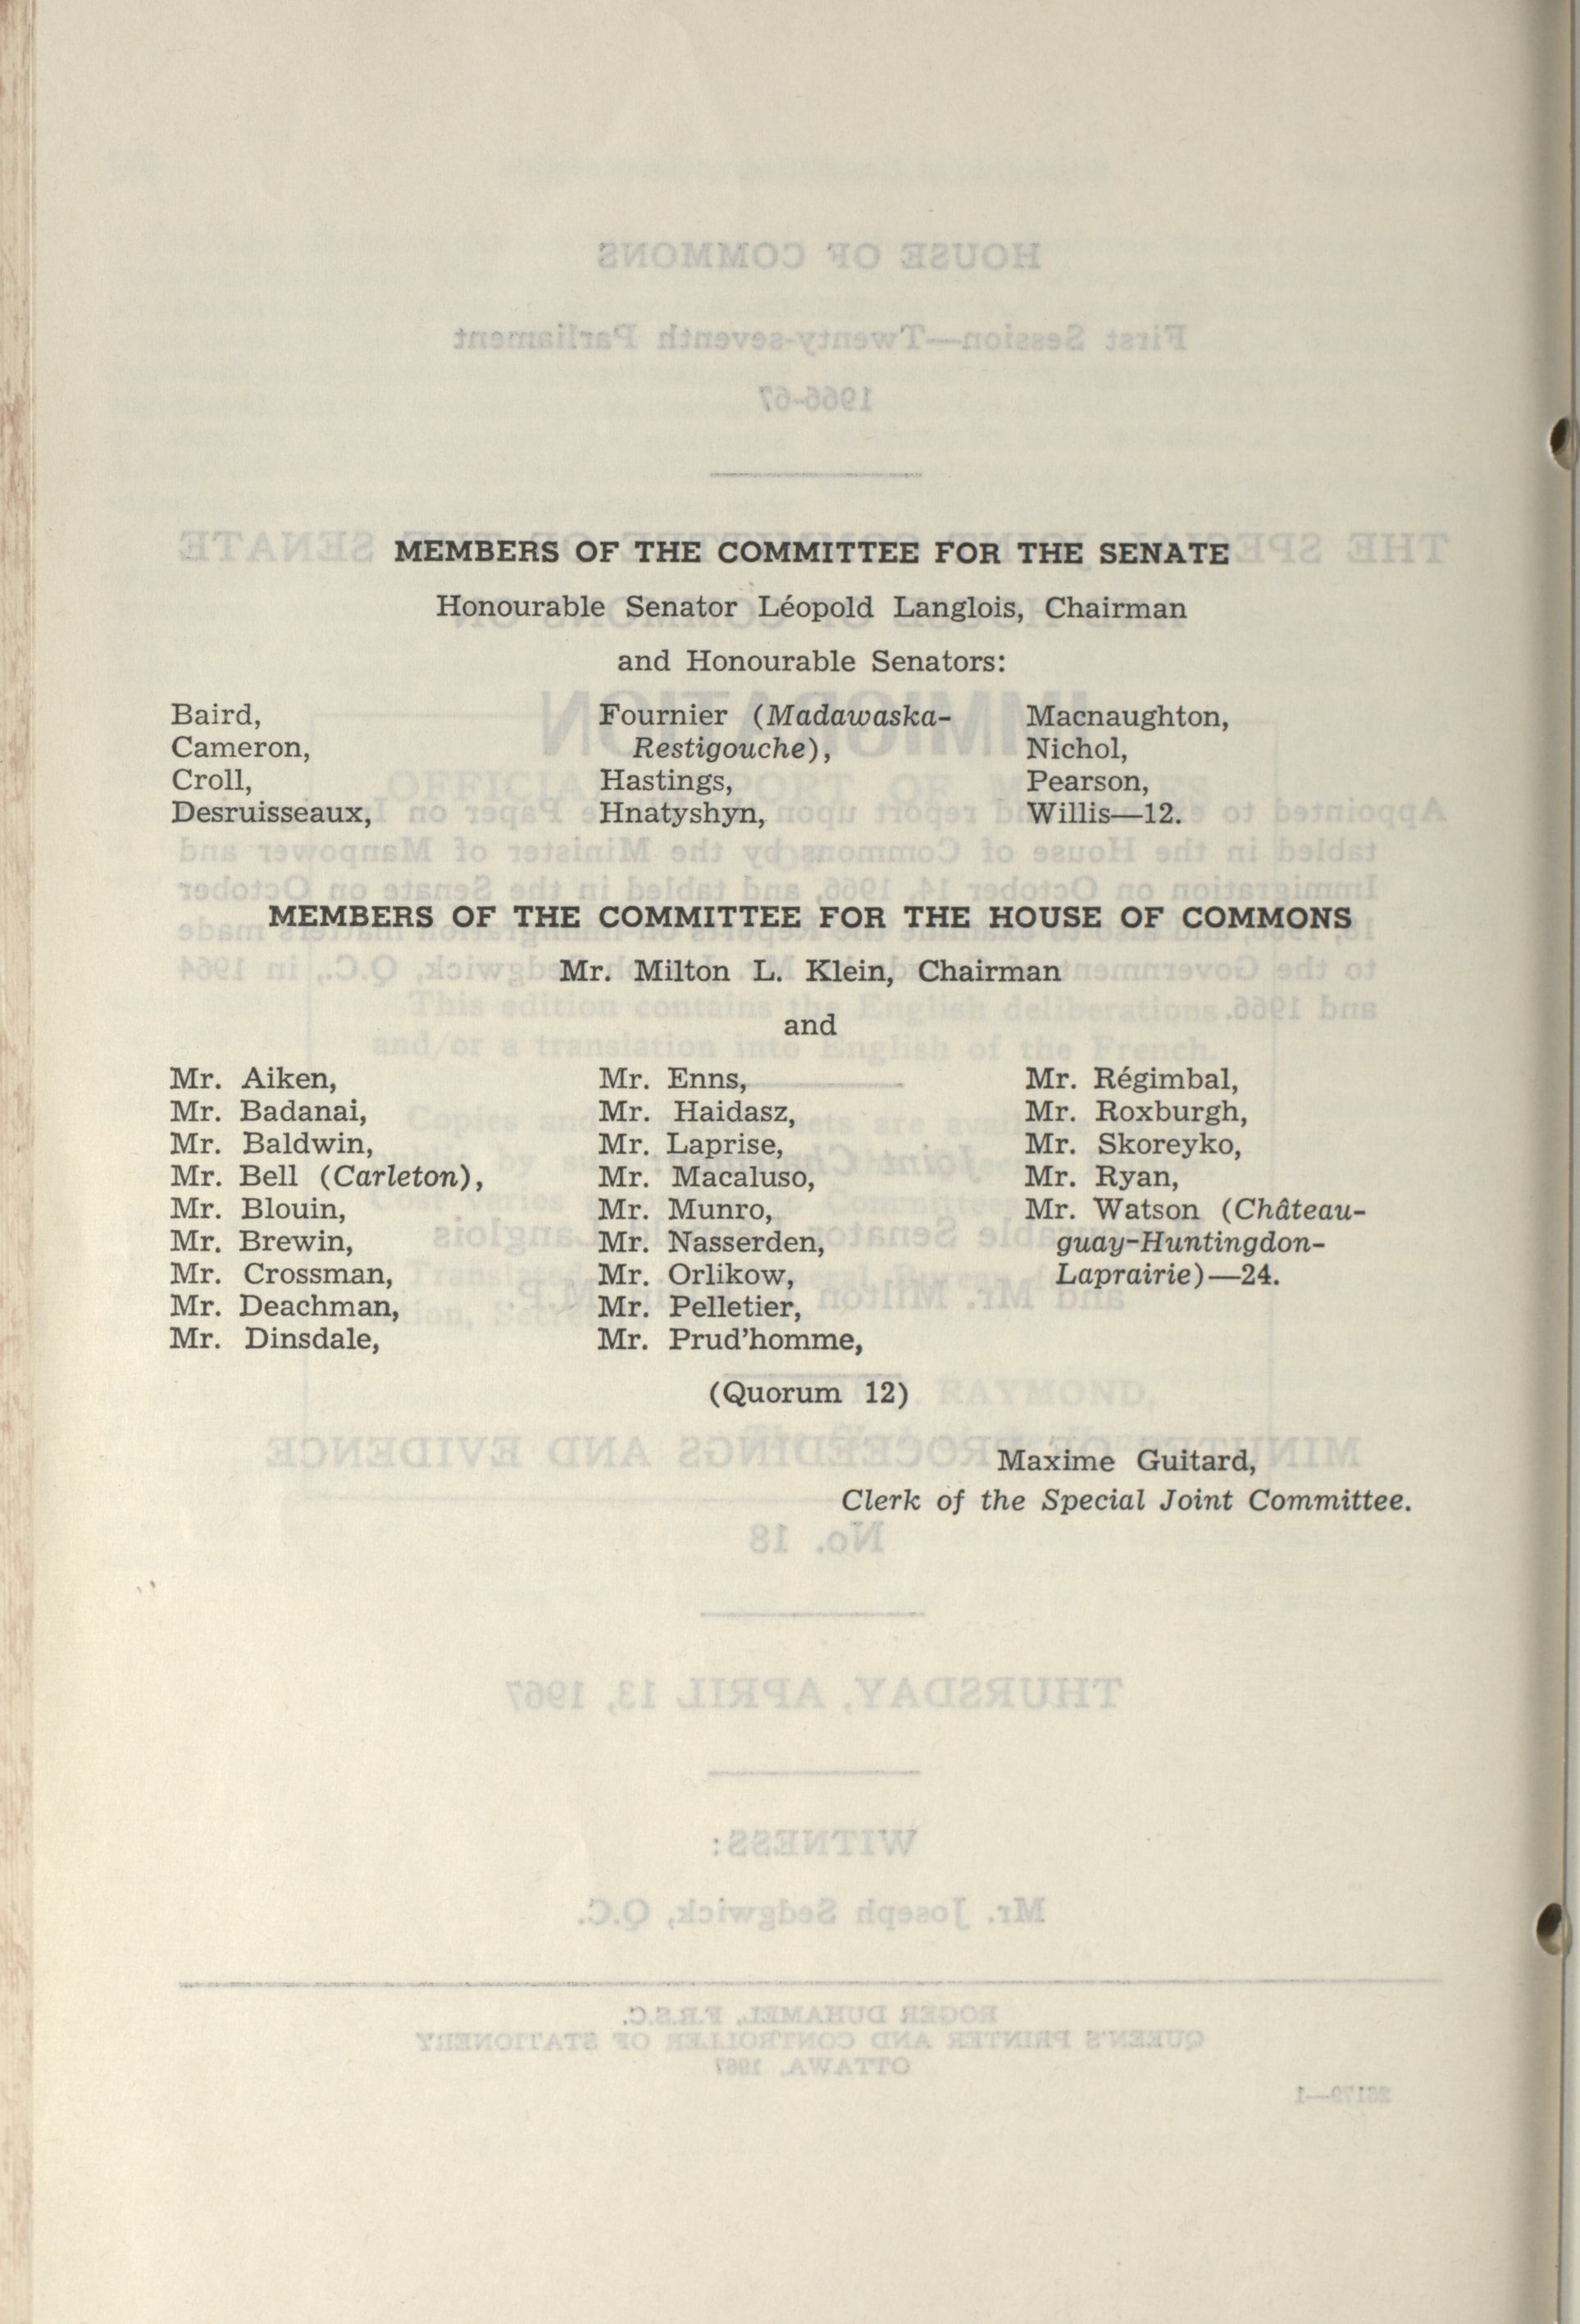 MEMBERS OF THE COMMITTEE FOR THE SENATE
Honourable Senator Léopold Langlois, Chairman
and Honourable Senators:
Baird,
Cameron,
Croll,
Desruisseaux,
Fournier (Madawaska-
Restigouche),
Hastings,
Hnatyshyn,
Macnaughton,
Nichol,
Pearson,
Willis—12.
MEMBERS OF THE COMMITTEE FOR THE HOUSE OF COMMONS
Mr. Milton L. Klein, Chairman
and
Mr. Aiken,
Mr. Badanai,
Mr. Baldwin,
Mr. Bell (Carleton),
Mr. Blouin,
Mr. Brewin,
Mr. Crossman,
Mr. Deachman,
Mr. Dinsdale,
Mr. Enns,
Mr. Haidasz,
Mr. Laprise,
Mr. Macaluso,
Mr. Munro,
Mr. Nasserden,
Mr. Orlikow,
Mr. Pelletier,
Mr. Prud'homme,
Mr. Régimbal,
Mr. Roxburgh,
Mr. Skoreyko,
Mr. Ryan,
Mr. Watson (Château-
guay-Huntingdon-
Laprairie)—24.
(Quorum 12)
Maxime Guitard,
Clerk of the Special Joint Committee.